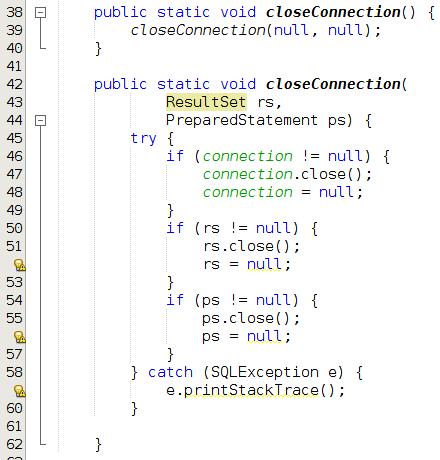 38 public static void closeConnection() {
39 closeConnection(null, null);
40 }
41
42 public static void closeConnection(
43 ResultSet rs,
44 PreparedStatement ps) {
45 try {
46 if (connection != null) {
47 connection.close();
48 connection = null;
49 }
50 if (rs != null) {
51 rs.close();
rs = null;
53 }
54 if (ps != null) {
55 ps.close();
ps = null;
57 }
58 } catch (SQLException e) {
e.printStackTrace();
60 }
61
62 }